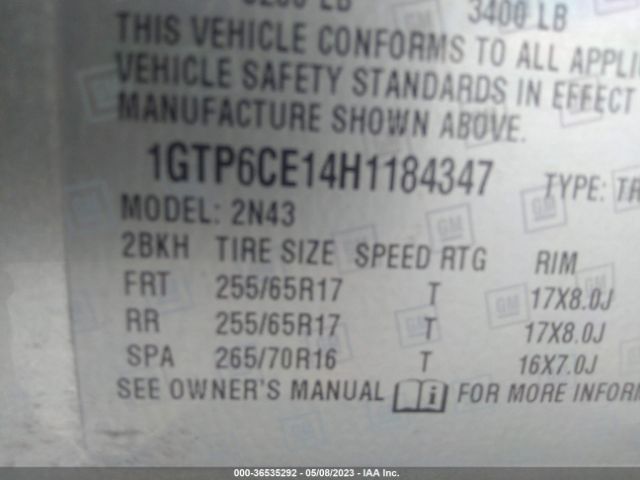 3400 LB
THIS VEHICLE CONFORMS TO ALL
VEHICLE SAFETY STANDARDS IN EFFECT
MANUFACTURE SHOWN ABOVE.
1GTP6CE14H1184347 TYPE: TR
MODEL: 2N43
2BKH TIRE SIZE SPEED RTG RIM
FRT 255/65R17 T 17X8.0J
RR 255/65R17 T 17X8.0J
SPA 265/70R16 T 16X7.0J
SEE OWNER'S MANUAL i FOR MORE
GM
000-36535292 - 05/08/2023 - IAA Inc.